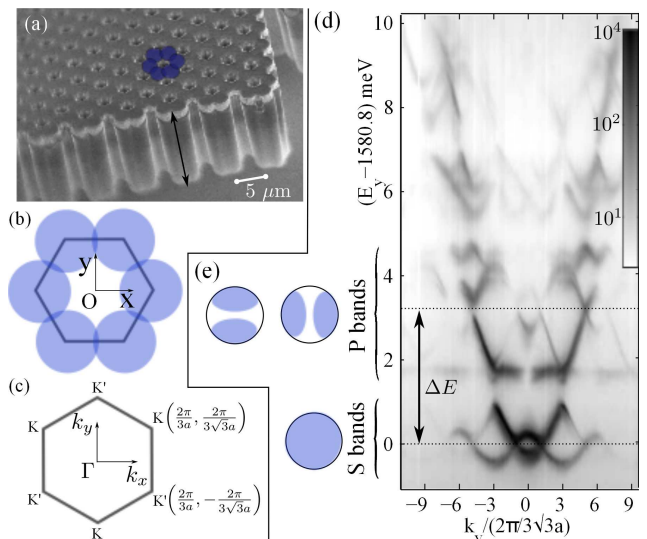 (a)
5 μm
(b)
y
O
x
(c)
K'
K
K(2π/3a, 2π/3√3a)
k_y
Γ
k_x
K'
K'(2π/3a, −2π/3√3a)
K
(d)
(E_γ−1580.8) meV
10
8
6
4
2
0
10^4
10^2
10^1
P bands
S bands
ΔE
−9 −6 −3 0 3 6 9
k_y/(2π/3√3a)
(e)